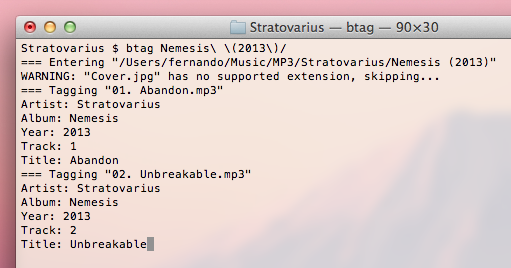 Stratovarius — btag — 90×30
Stratovarius $ btag Nemesis\ \(2013\)/
=== Entering "/Users/fernando/Music/MP3/Stratovarius/Nemesis (2013)"
WARNING: "Cover.jpg" has no supported extension, skipping...
=== Tagging "01. Abandon.mp3"
Artist: Stratovarius
Album: Nemesis
Year: 2013
Track: 1
Title: Abandon
=== Tagging "02. Unbreakable.mp3"
Artist: Stratovarius
Album: Nemesis
Year: 2013
Track: 2
Title: Unbreakable